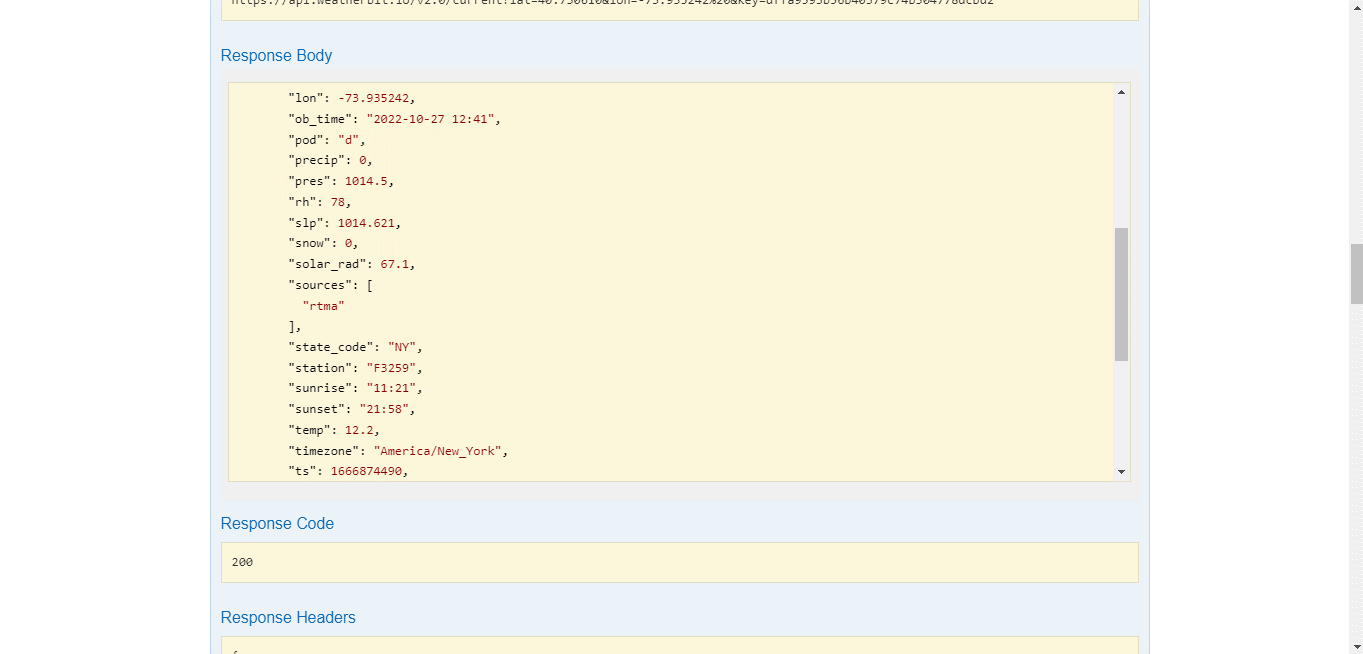 Response Body
"lon": -73.935242,
"ob_time": "2022-10-27 12:41",
"pod": "d",
"precip": 0,
"pres": 1014.5,
"rh": 78,
"slp": 1014.621,
"snow": 0,
"solar_rad": 67.1,
"sources": [
"rtma"
],
"state_code": "NY",
"station": "F3259",
"sunrise": "11:21",
"sunset": "21:58",
"temp": 12.2,
"timezone": "America/New_York",
"ts": 1666874490,
Response Code
200
Response Headers